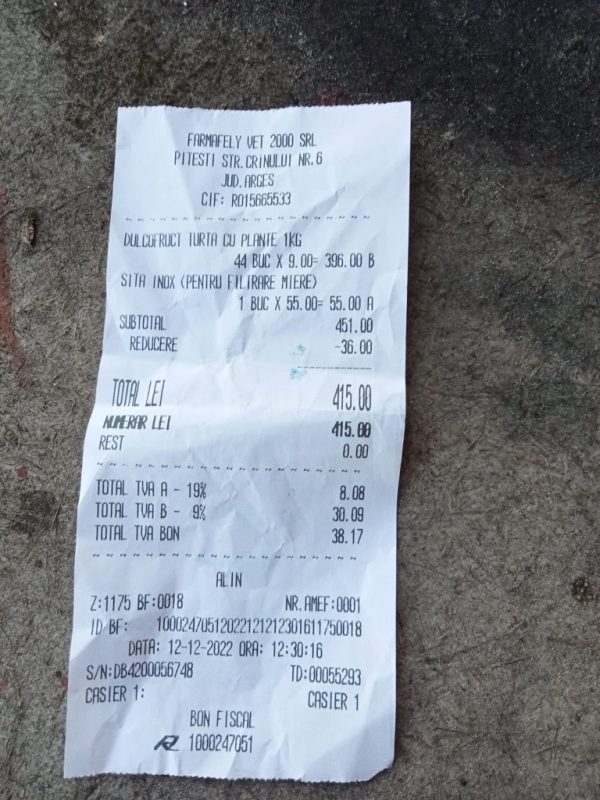 FARMAFELY VET 2000 SRL
PITESTI STR.CRINULUI NR.6
JUD.ARGES
CIF: RO15665533
DULCOFRUCT TURTA CU PLANTE 1KG
44 BUC X 9.00= 396.00 B
SITA INOX (PENTRU FILTRARE MIERE)
1 BUC X 55.00= 55.00 A
SUBTOTAL 451.00
REDUCERE -36.00
TOTAL LEI 415.00
NUMERAR LEI 415.00
REST 0.00
TOTAL TVA A - 19% 8.08
TOTAL TVA B - 9% 30.09
TOTAL TVA BON 38.17
ALIN
Z:1175 BF:0018 NR.AMEF:0001
ID BF: 10002470512022121212301611750018
DATA: 12-12-2022 ORA: 12:30:16
S/N:DB4200056748 TD:00055293
CASIER 1: CASIER 1
BON FISCAL
1000247051